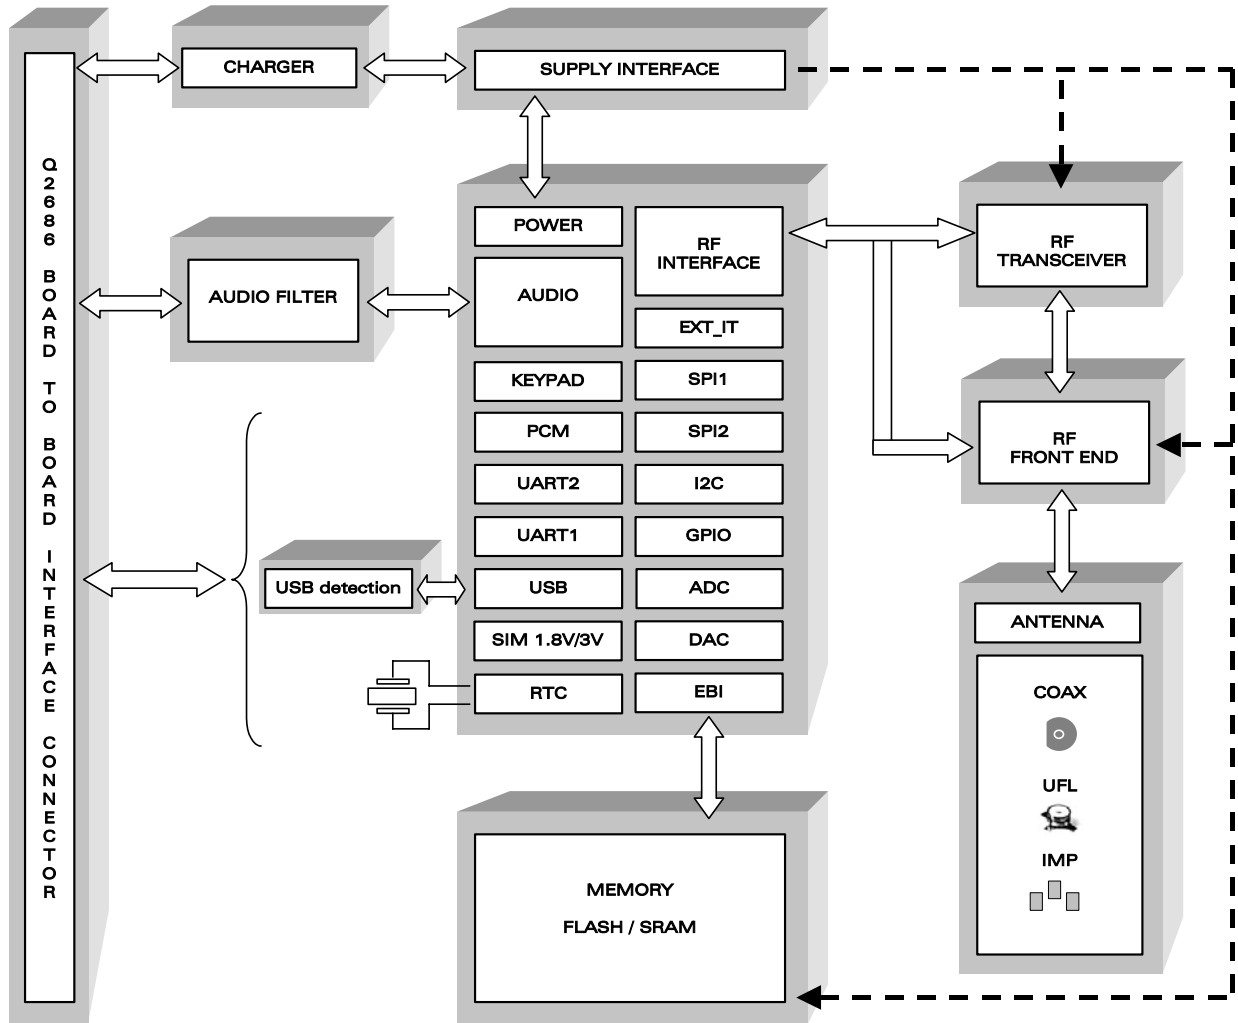 Q2686 BOARD TO BOARD INTERFACE CONNECTOR
CHARGER
SUPPLY INTERFACE
AUDIO FILTER
USB detection
POWER
AUDIO
KEYPAD
PCM
UART2
UART1
USB
SIM 1.8V/3V
RTC
RF
INTERFACE
EXT_IT
SPI1
SPI2
I2C
GPIO
ADC
DAC
EBI
MEMORY
FLASH / SRAM
RF
TRANSCEIVER
RF
FRONT END
ANTENNA
COAX
UFL
IMP